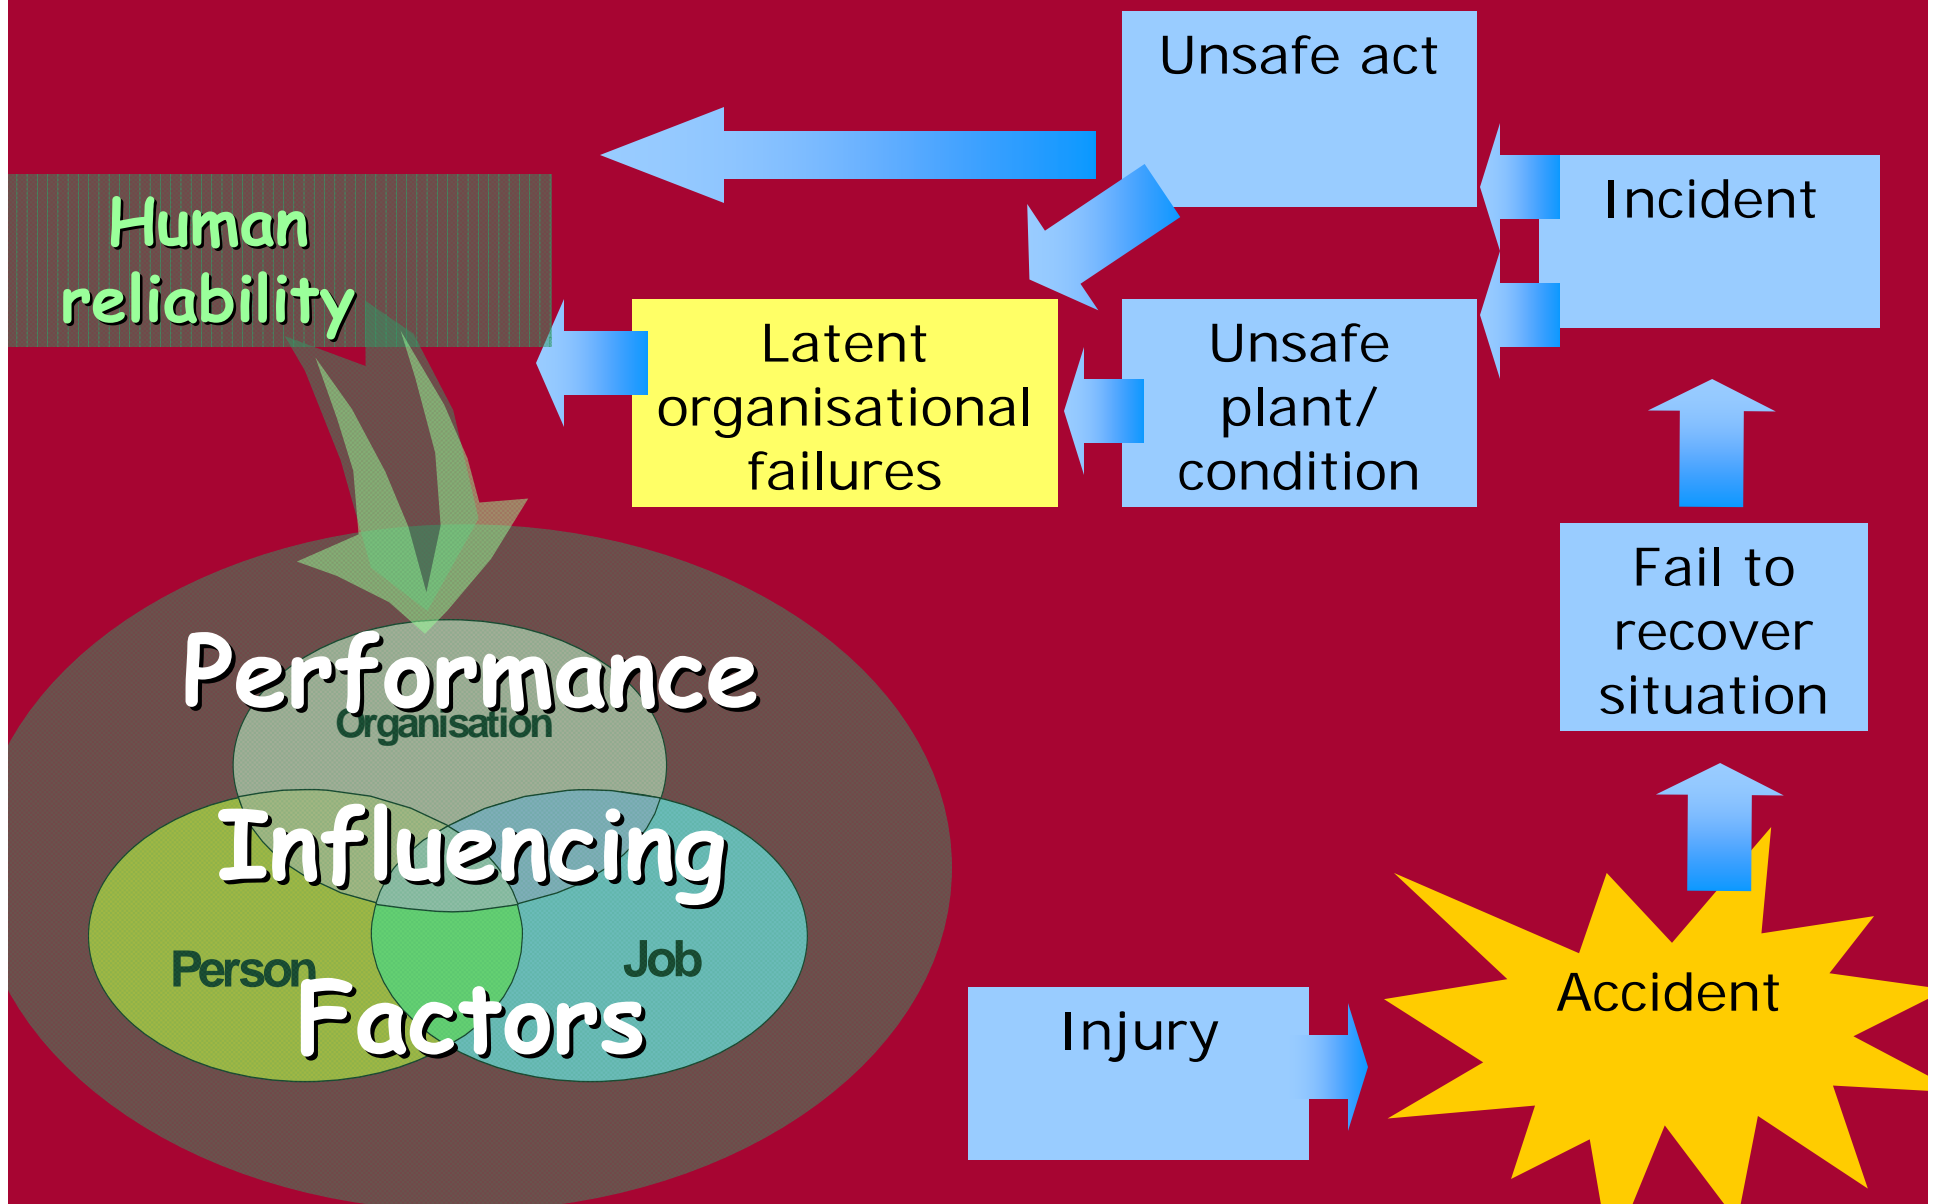 Unsafe act
Incident
Human
reliability
Latent
organisational
failures
Unsafe
plant/
condition
Fail to
recover
situation
Performance
Organisation
Influencing
Person
Job
Factors
Injury
Accident